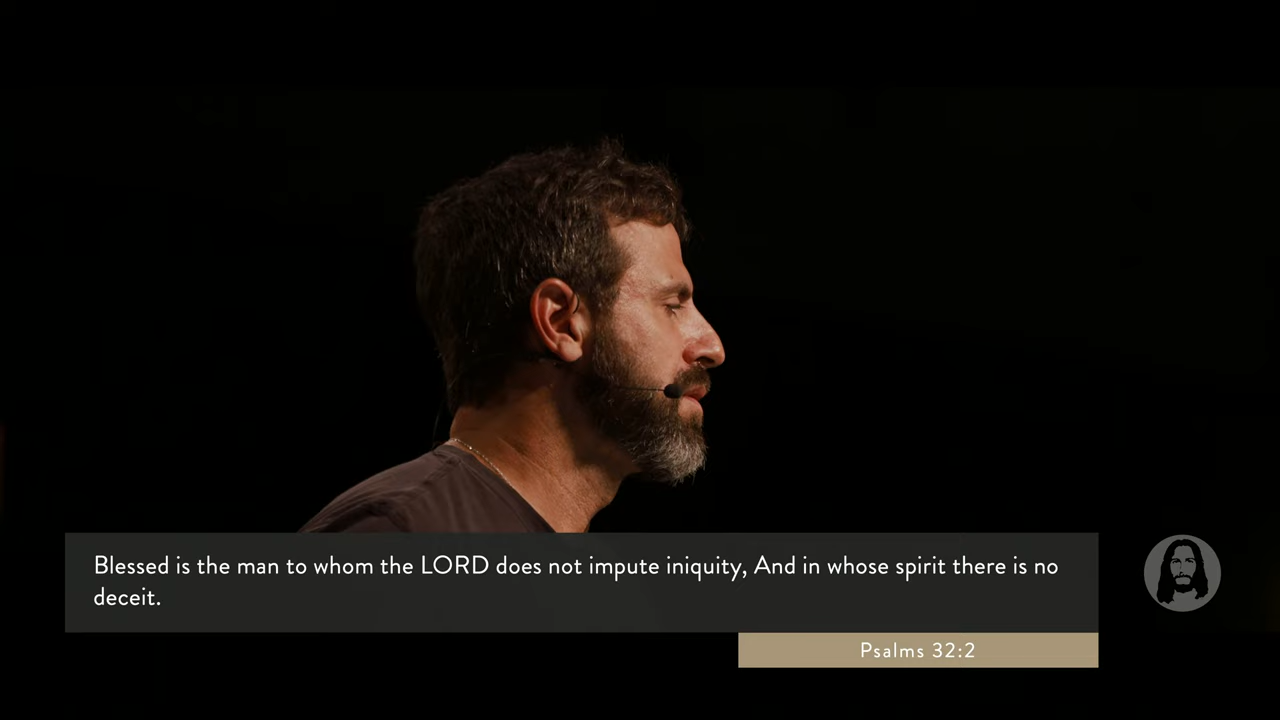 Blessed is the man to whom the LORD does not impute iniquity, And in whose spirit there is no
deceit.
Psalms 32:2